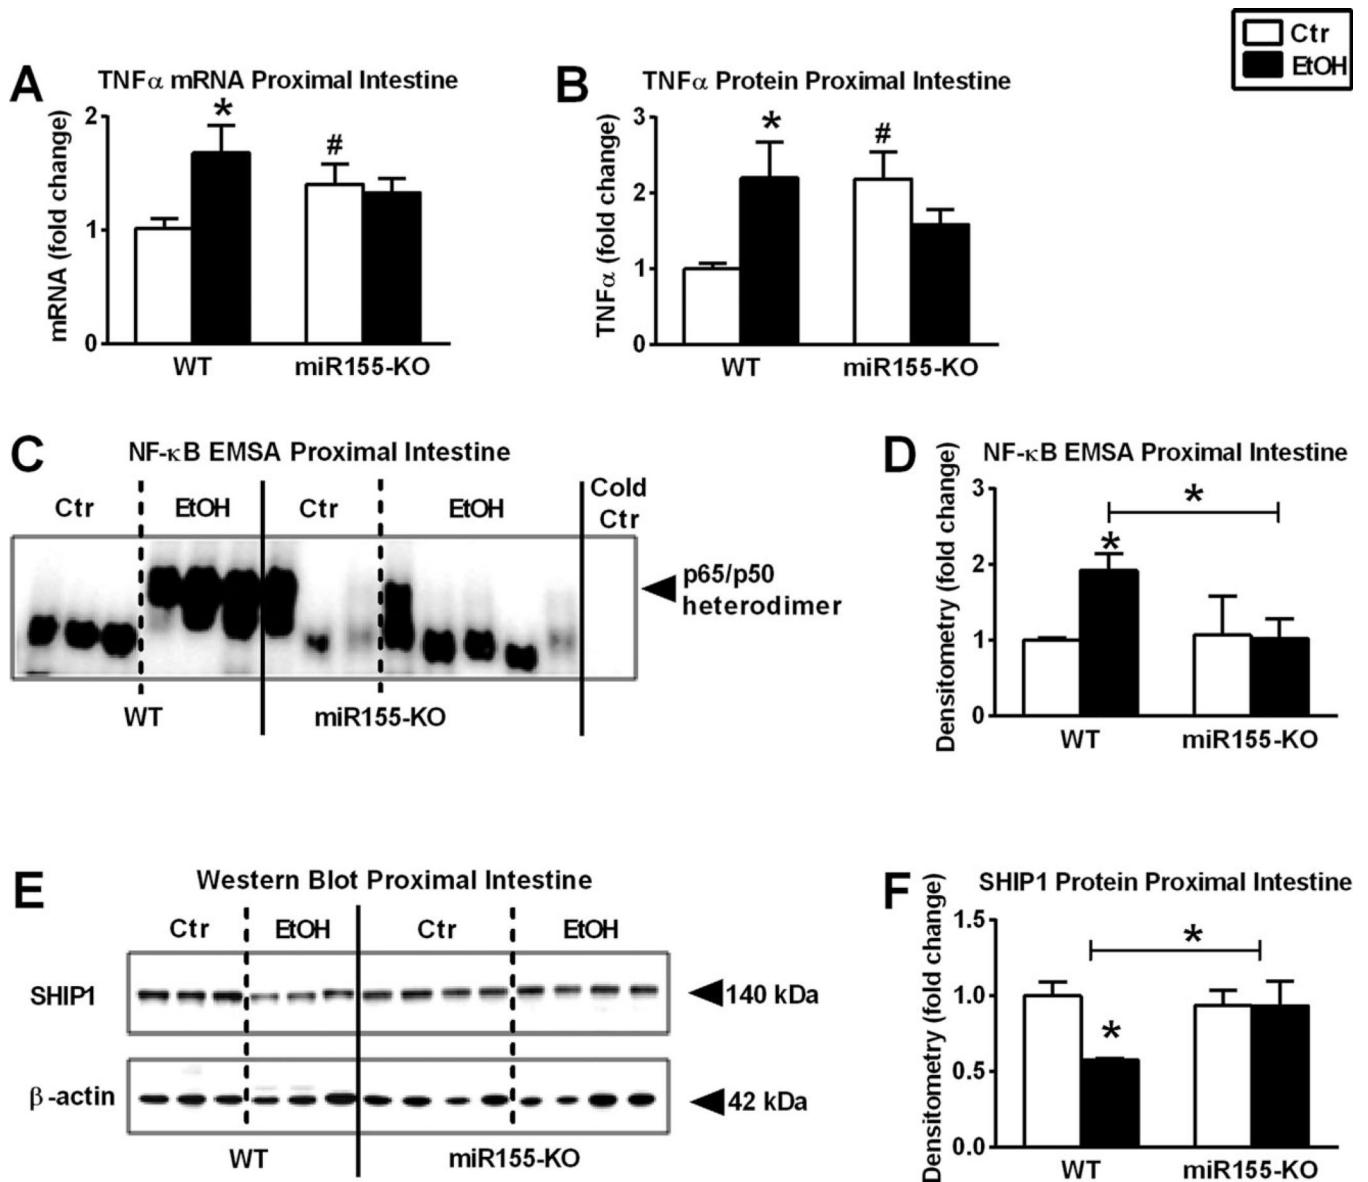 Ctr
EtOH
A
TNFα mRNA Proximal Intestine
mRNA (fold change)
2
1
0
*
#
WT
miR155-KO
B
TNFα Protein Proximal Intestine
TNFα (fold change)
3
2
1
0
*
#
WT
miR155-KO
C
NF-κB EMSA Proximal Intestine
Ctr
EtOH
Ctr
EtOH
Cold
Ctr
p65/p50
heterodimer
WT
miR155-KO
D
NF-κB EMSA Proximal Intestine
Densitometry (fold change)
3
2
1
0
*
*
WT
miR155-KO
E
Western Blot Proximal Intestine
Ctr
EtOH
Ctr
EtOH
SHIP1
140 kDa
β-actin
42 kDa
WT
miR155-KO
F
SHIP1 Protein Proximal Intestine
Densitometry (fold change)
1.5
1.0
0.5
0.0
*
*
WT
miR155-KO